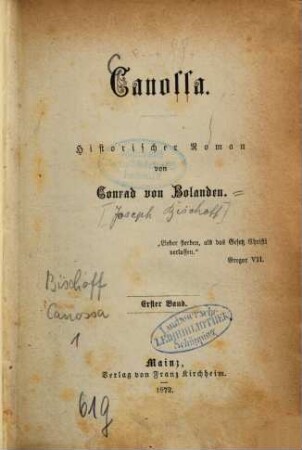 Canossa.
Historischer Roman
von
Conrad von Bolanden. =
[Joseph Bischoff]
„Lieber sterben, als das Gesetz Christi
verlassen.“
Gregor VII.
Bischoff
Canossa
1
Erster Band.
LEIHBIBLIOTHEK
Mainz,
Verlag von Franz Kirchheim.
1872.
619